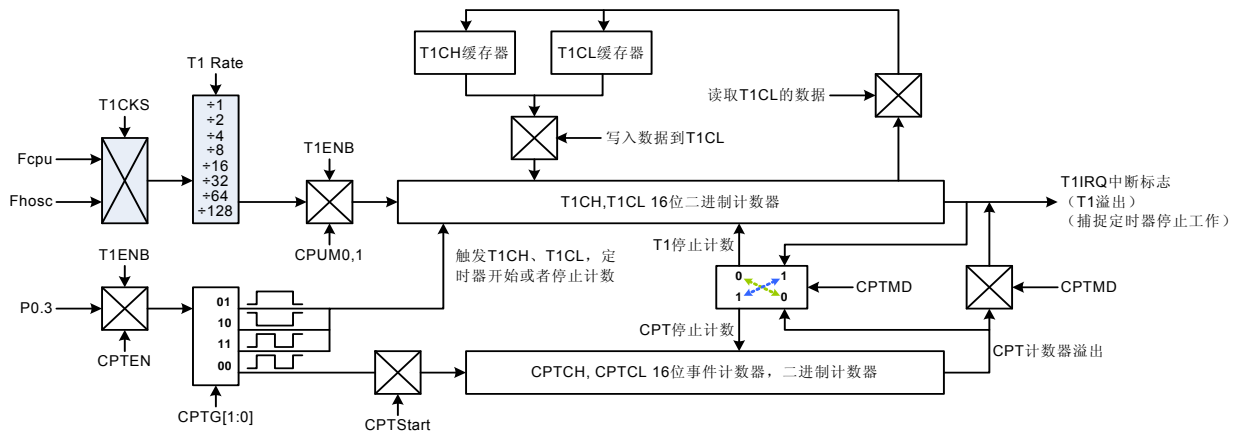 T1CH缓存器
T1CL缓存器
T1 Rate
读取T1CL的数据
T1CKS
÷1
÷2
÷4
÷8
÷16
÷32
÷64
÷128
写入数据到T1CL
Fcpu
T1ENB
Fhosc
T1CH,T1CL 16位二进制计数器
T1IRQ中断标志
（T1溢出）
（捕捉定时器停止工作）
CPUM0,1
触发T1CH、T1CL，定
时器开始或者停止计数
T1停止计数
T1ENB
0 1
1 0
CPTMD
CPTMD
P0.3
01
10
11
00
CPTEN
CPT停止计数
CPT计数器溢出
CPTCH, CPTCL 16位事件计数器，二进制计数器
CPTG[1:0]
CPTStart